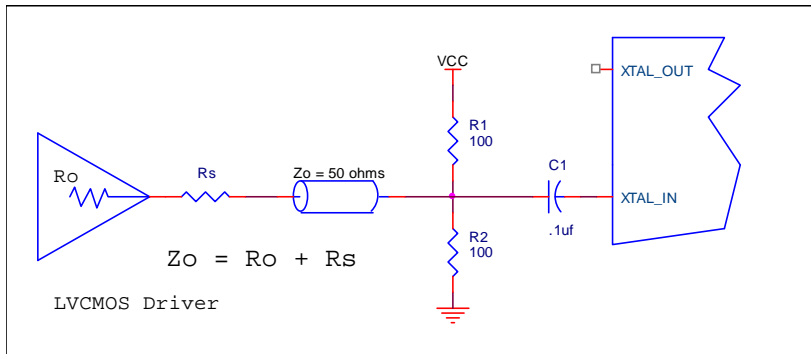 VCC
XTAL_OUT
R1
100
Ro
Rs
Zo = 50 ohms
C1
XTAL_IN
.1uf
R2
100
Zo = Ro + Rs
LVCMOS Driver